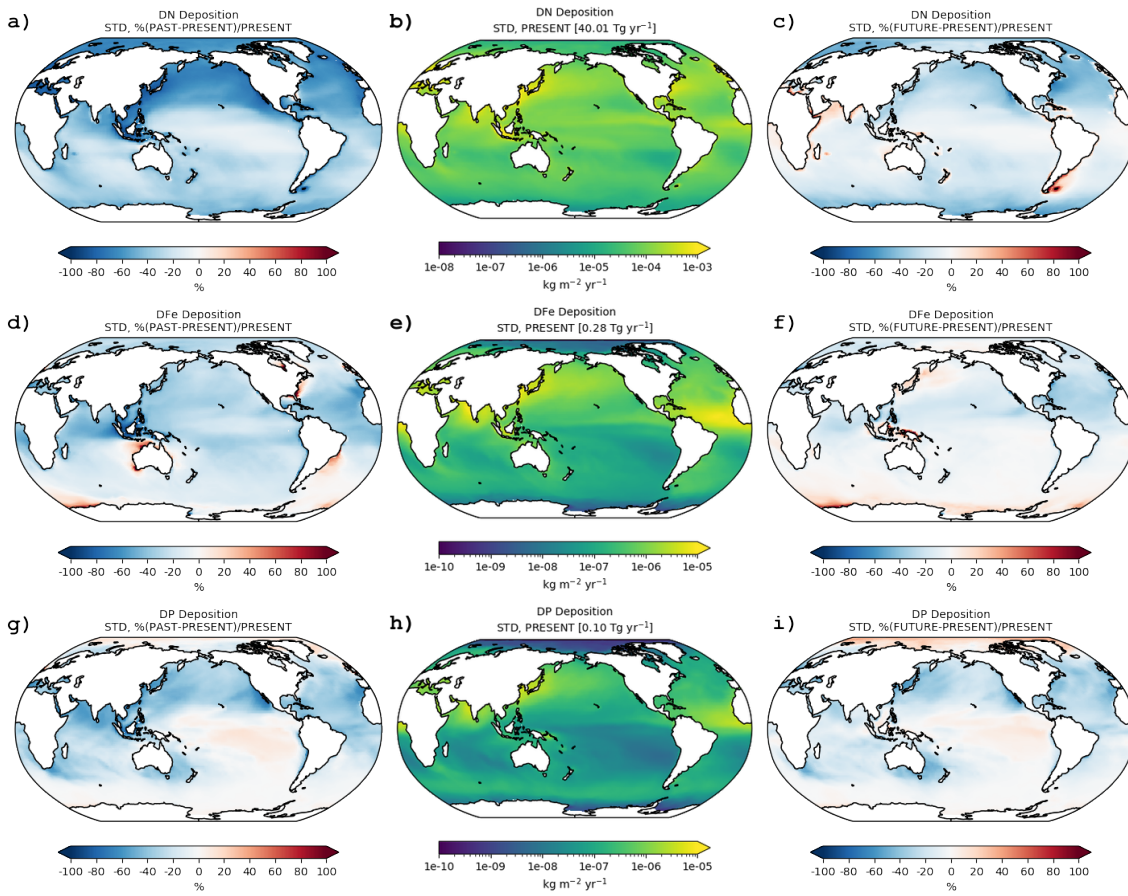 a)
DN Deposition
STD, %(PAST-PRESENT)/PRESENT
-100 -80 -60 -40 -20 0 20 40 60 80 100
%
b)
DN Deposition
STD, PRESENT [40.01 Tg yr⁻¹]
1e-08 1e-07 1e-06 1e-05 1e-04 1e-03
kg m⁻² yr⁻¹
c)
DN Deposition
STD, %(FUTURE-PRESENT)/PRESENT
-100 -80 -60 -40 -20 0 20 40 60 80 100
%
d)
DFe Deposition
STD, %(PAST-PRESENT)/PRESENT
-100 -80 -60 -40 -20 0 20 40 60 80 100
%
e)
DFe Deposition
STD, PRESENT [0.28 Tg yr⁻¹]
1e-10 1e-09 1e-08 1e-07 1e-06 1e-05
kg m⁻² yr⁻¹
f)
DFe Deposition
STD, %(FUTURE-PRESENT)/PRESENT
-100 -80 -60 -40 -20 0 20 40 60 80 100
%
g)
DP Deposition
STD, %(PAST-PRESENT)/PRESENT
-100 -80 -60 -40 -20 0 20 40 60 80 100
%
h)
DP Deposition
STD, PRESENT [0.10 Tg yr⁻¹]
1e-10 1e-09 1e-08 1e-07 1e-06 1e-05
kg m⁻² yr⁻¹
i)
DP Deposition
STD, %(FUTURE-PRESENT)/PRESENT
-100 -80 -60 -40 -20 0 20 40 60 80 100
%